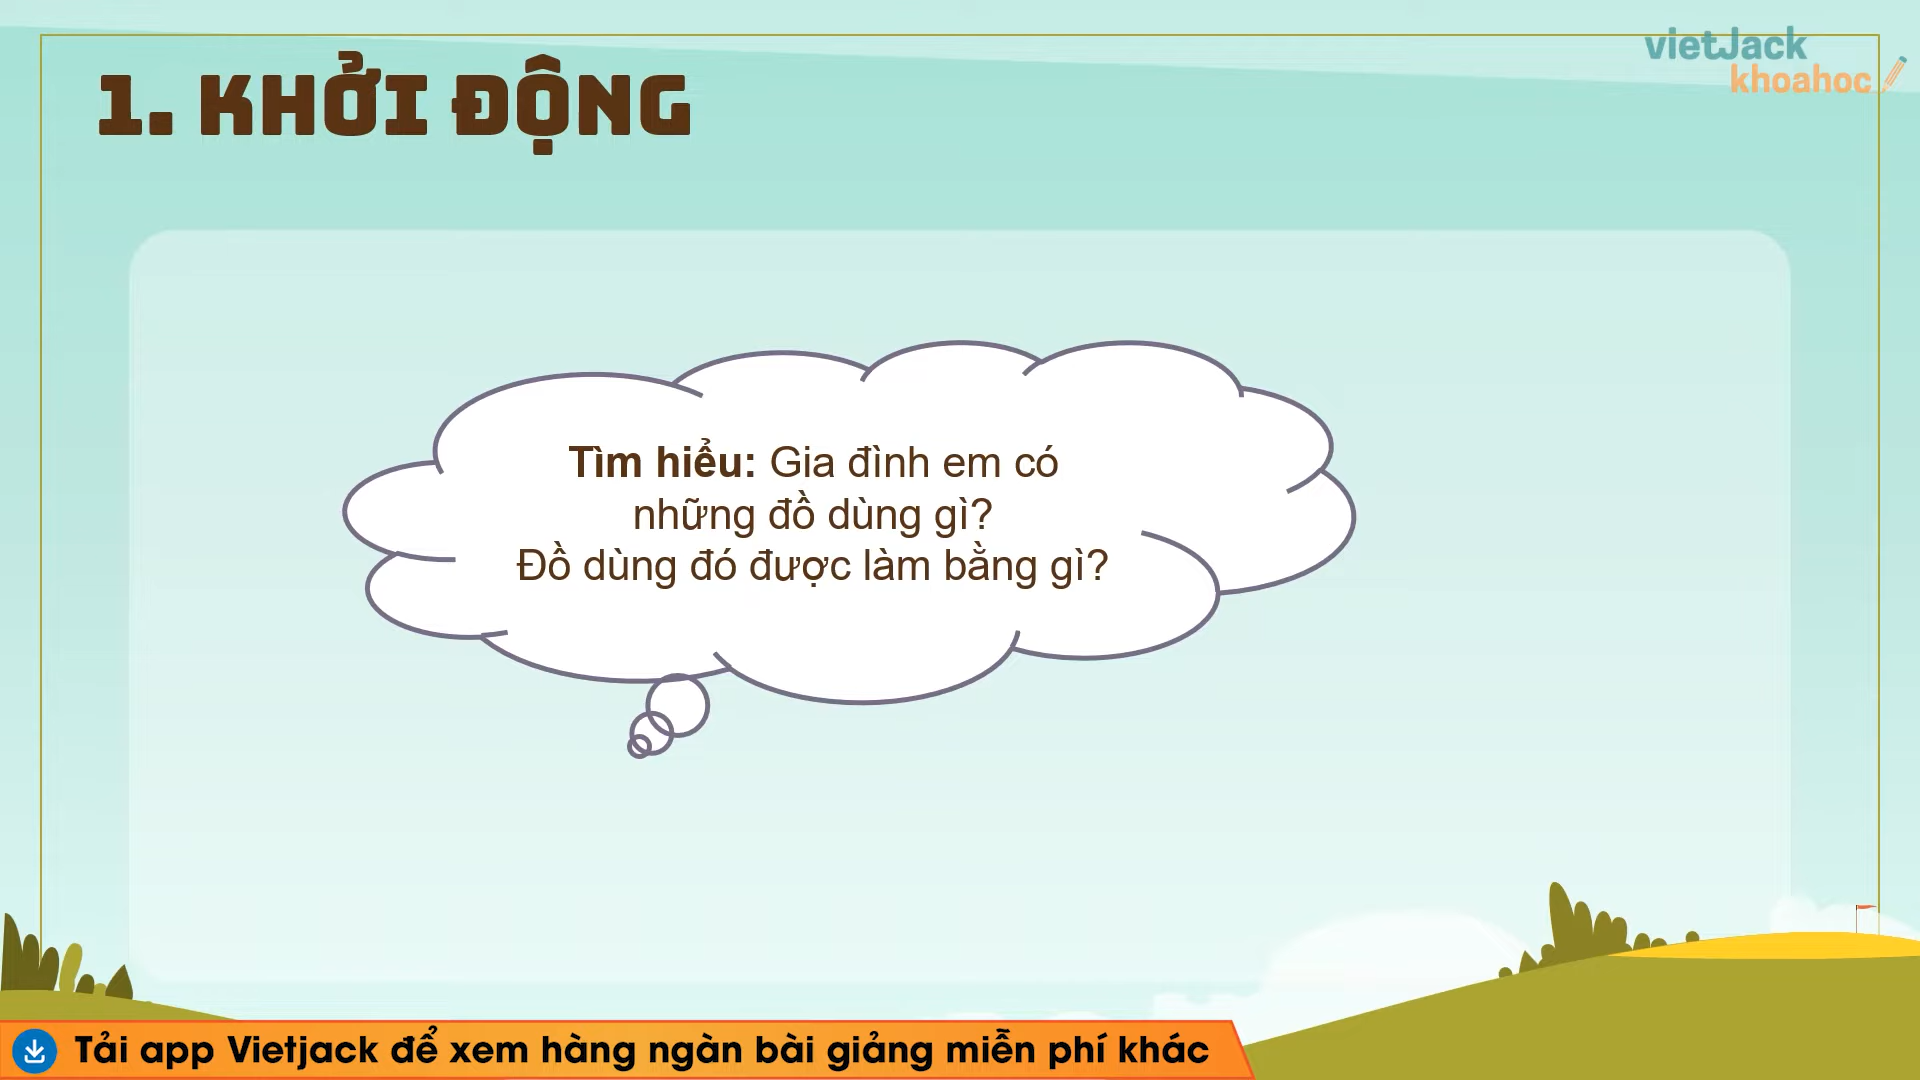 vietJack
khoahoc
1. KHỞI ĐỘNG
Tìm hiểu: Gia đình em có
những đồ dùng gì?
Đồ dùng đó được làm bằng gì?
Tải app Vietjack để xem hàng ngàn bài giảng miễn phí khác